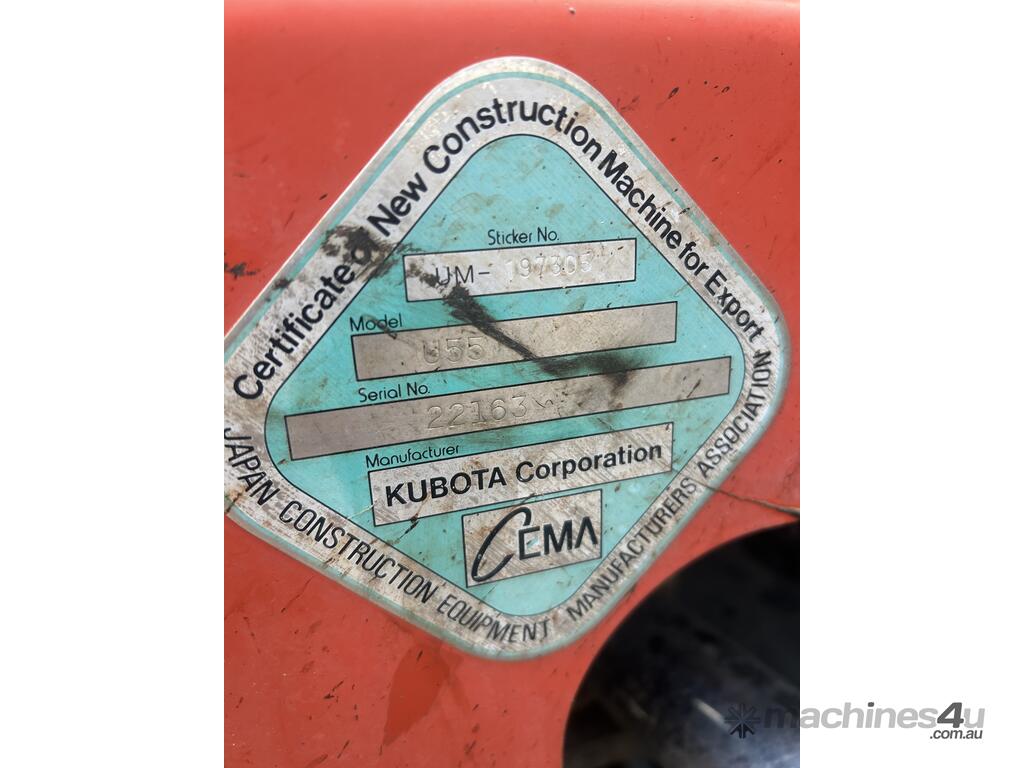 Certificate of New Construction Machine for Export
Sticker No.
UM- 197305
Model
U55
Serial No.
22163
Manufacturer
KUBOTA Corporation
CEMA
JAPAN CONSTRUCTION EQUIPMENT MANUFACTURERS ASSOCIATION
machines4u
.com.au